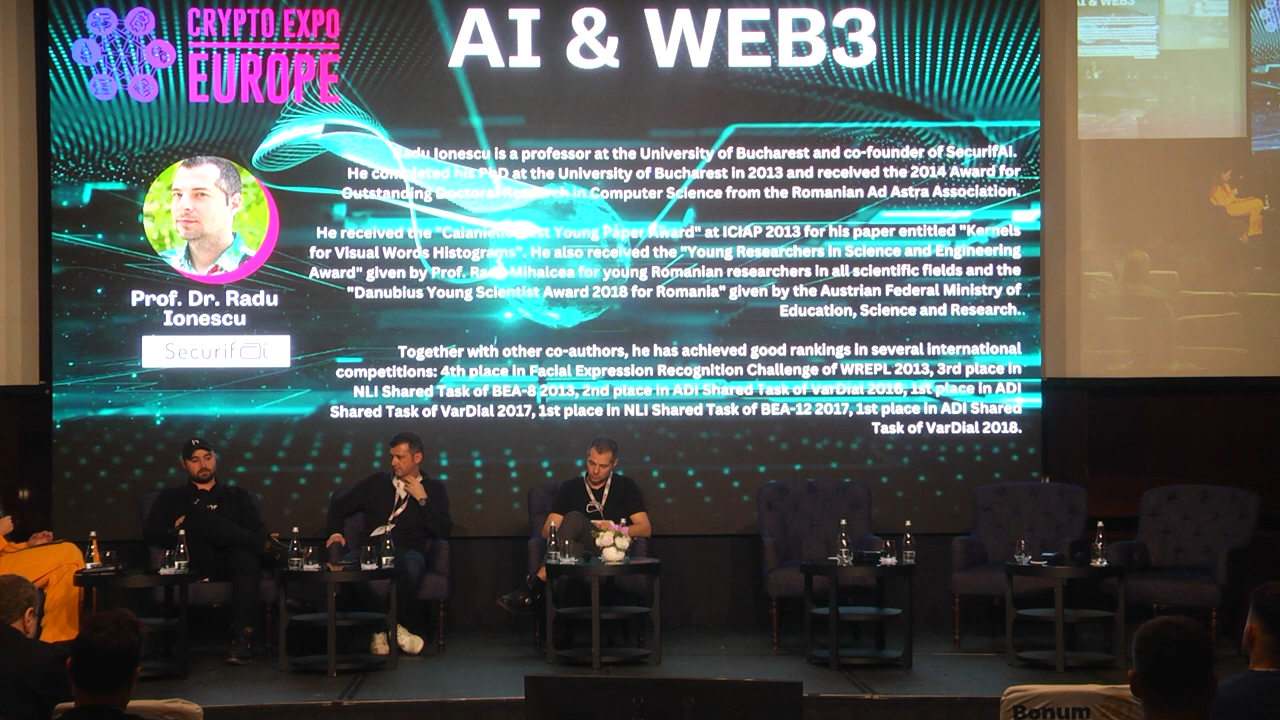 CRYPTO EXPO
EUROPE
AI & WEB3
Radu Ionescu is a professor at the University of Bucharest and co-founder of SecurifAI.
He completed his PhD at the University of Bucharest in 2013 and received the 2014 Award for
Outstanding Doctoral Research in Computer Science from the Romanian Ad Astra Association.
He received the "Caianiello Best Young Paper Award" at ICIAP 2013 for his paper entitled "Kernels
for Visual Words Histograms". He also received the "Young Researchers in Science and Engineering
Award" given by Prof. Rada Mihalcea for young Romanian researchers in all scientific fields and the
"Danubius Young Scientist Award 2018 for Romania" given by the Austrian Federal Ministry of
Education, Science and Research.
Together with other co-authors, he has achieved good rankings in several international
competitions: 4th place in Facial Expression Recognition Challenge of WREPL 2013, 3rd place in
NLI Shared Task of BEA-8 2013, 2nd place in ADI Shared Task of VarDial 2016, 1st place in ADI
Shared Task of VarDial 2017, 1st place in NLI Shared Task of BEA-12 2017, 1st place in ADI Shared
Task of VarDial 2018.
Prof. Dr. Radu
Ionescu
SecurifAi
AI & WEB3
Bonum